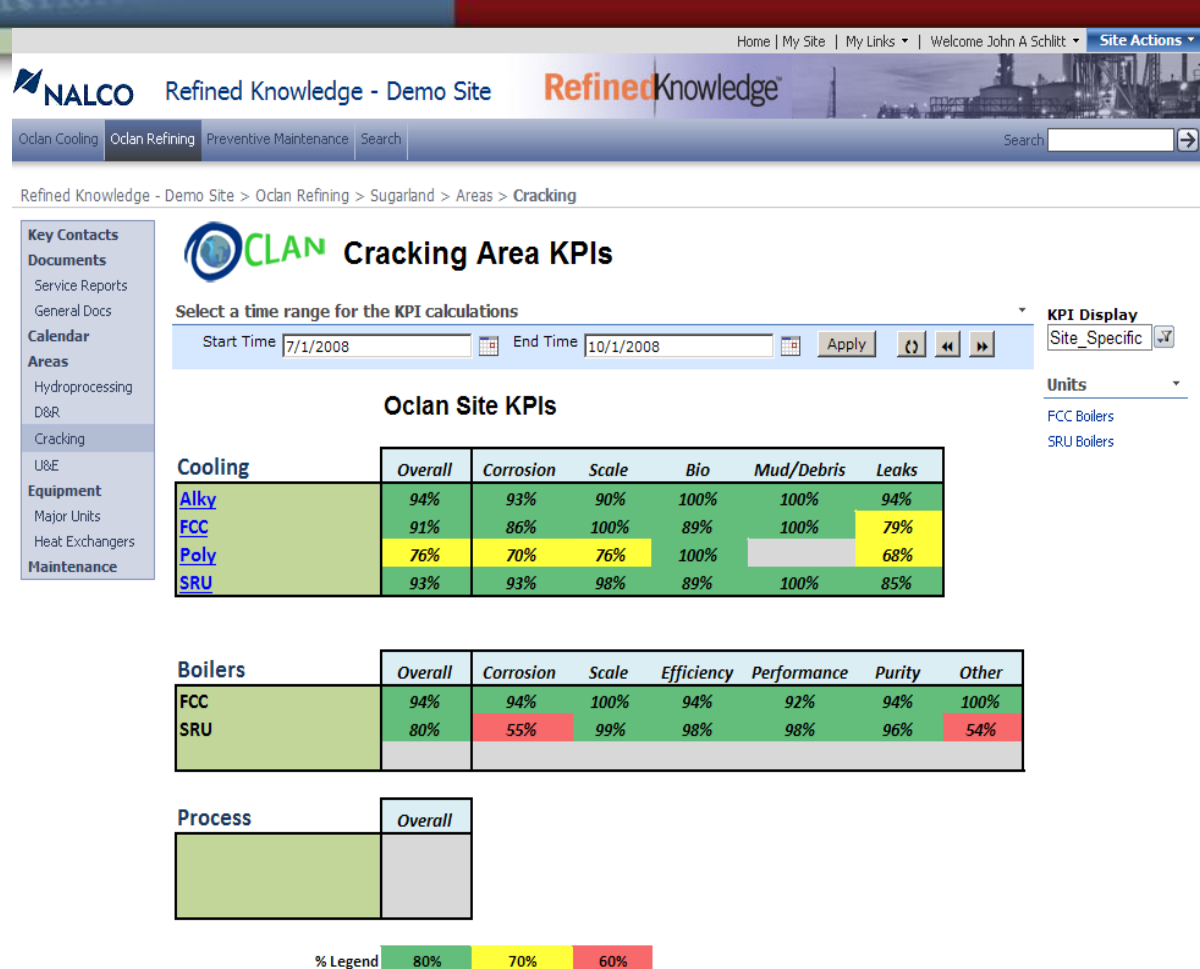 Home | My Site | My Links | Welcome John A Schlitt Site Actions
NALCO Refined Knowledge - Demo Site RefinedKnowledge™
Oclan Cooling Oclan Refining Preventive Maintenance Search Search
Refined Knowledge - Demo Site > Oclan Refining > Sugarland > Areas > Cracking
Key Contacts
Documents
Service Reports
General Docs
Calendar
Areas
Hydroprocessing
D&R
Cracking
U&E
Equipment
Major Units
Heat Exchangers
Maintenance
OCLAN Cracking Area KPIs
Select a time range for the KPI calculations
Start Time 7/1/2008 End Time 10/1/2008 Apply
KPI Display
Site_Specific
Units
FCC Boilers
SRU Boilers
Oclan Site KPIs
Cooling Overall Corrosion Scale Bio Mud/Debris Leaks
Alky 94% 93% 90% 100% 100% 94%
FCC 91% 86% 100% 89% 100% 79%
Poly 76% 70% 76% 100% 68%
SRU 93% 93% 98% 89% 100% 85%
Boilers Overall Corrosion Scale Efficiency Performance Purity Other
FCC 94% 94% 100% 94% 92% 94% 100%
SRU 80% 55% 99% 98% 98% 96% 54%
Process Overall
% Legend 80% 70% 60%